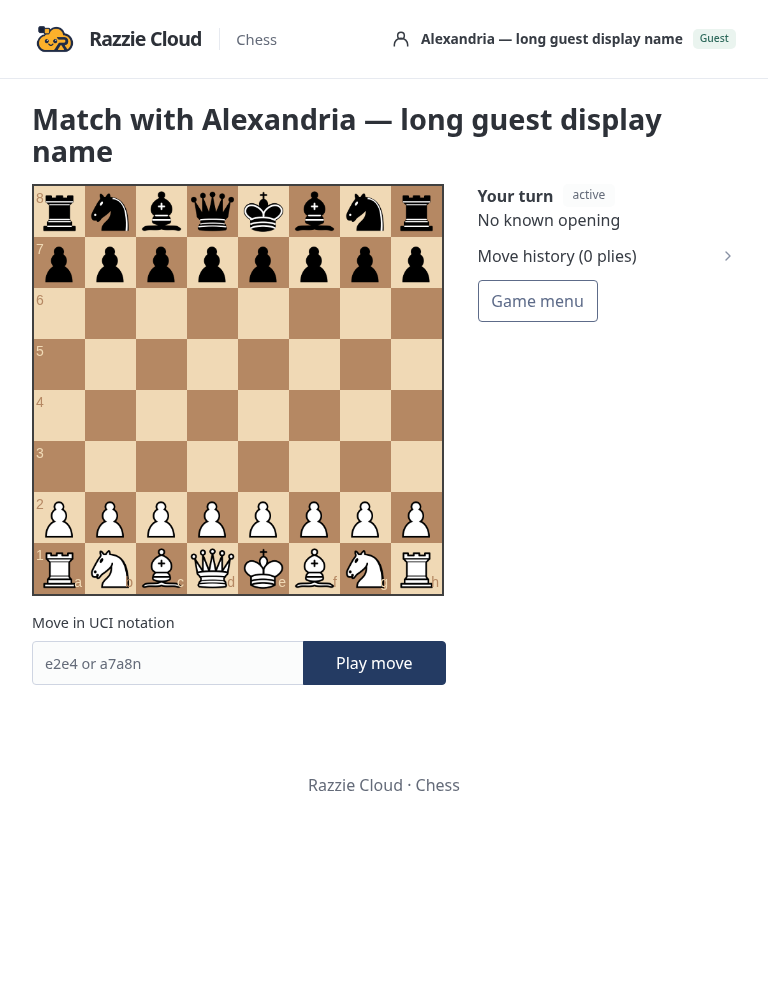 Razzie Cloud
Chess
Alexandria — long guest display name
Guest
Match with Alexandria — long guest display
name
8
7
6
5
4
3
2
1
a
b
c
d
e
f
g
h
Your turn
active
No known opening
Move history (0 plies)
Game menu
Move in UCI notation
e2e4 or a7a8n
Play move
Razzie Cloud · Chess